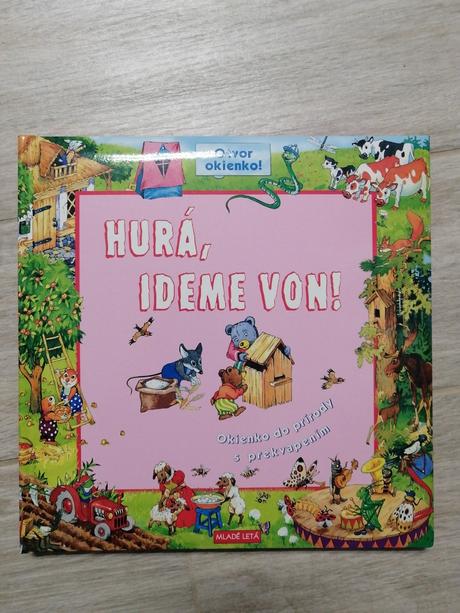 Otvor
okienko!
HURÁ,
IDEME VON!
Okienko do prírody
s prekvapením
MLADÉ LETÁ